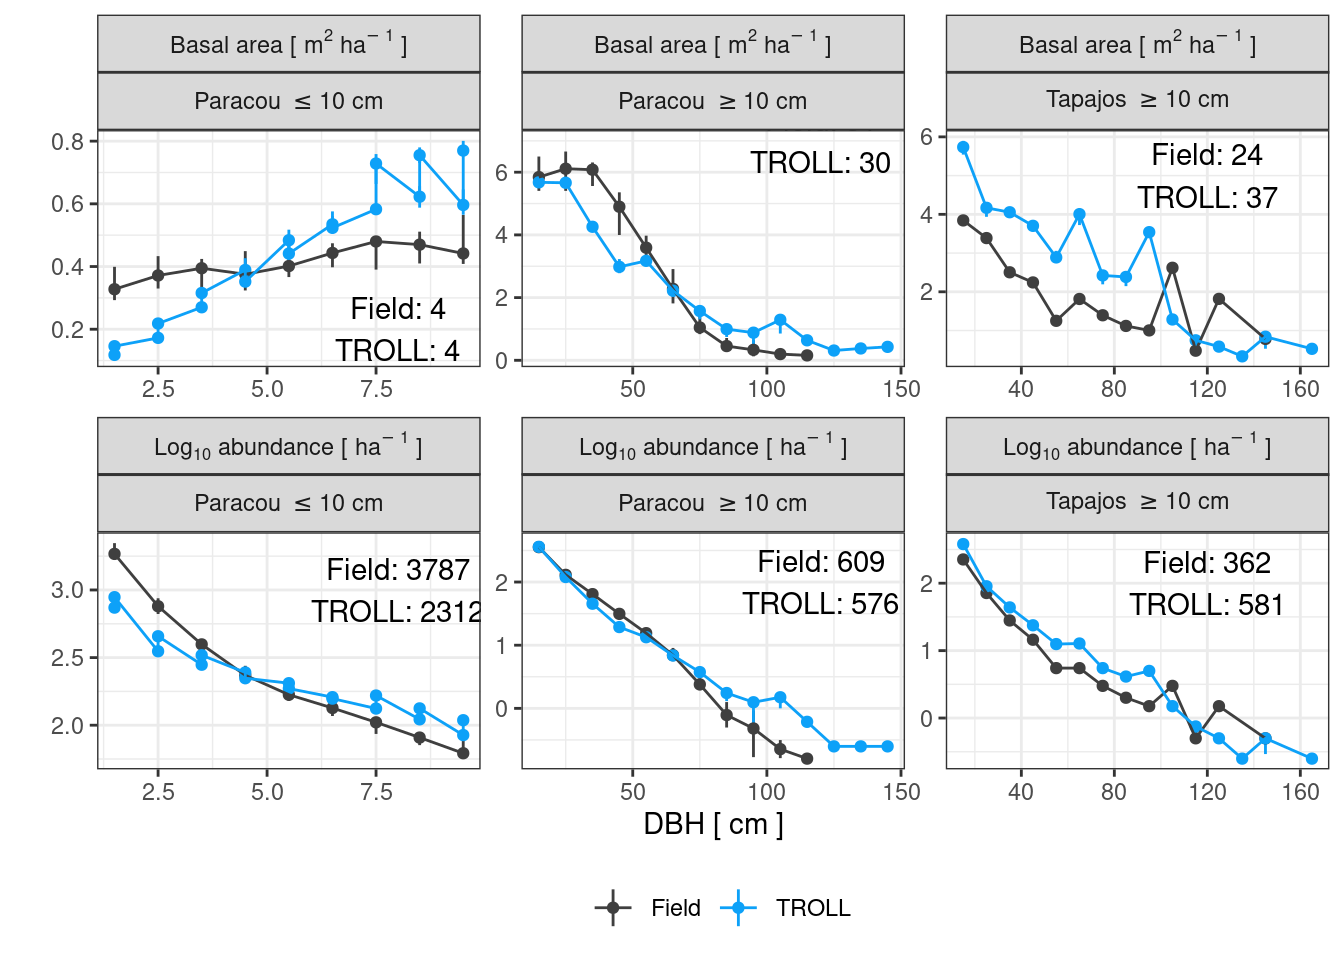 Basal area [ m² ha⁻¹ ]
Paracou ≤ 10 cm
0.8
0.6
0.4
0.2
Field: 4
TROLL: 4
2.5 5.0 7.5
Basal area [ m² ha⁻¹ ]
Paracou ≥ 10 cm
6
4
2
0
TROLL: 30
50 100 150
Basal area [ m² ha⁻¹ ]
Tapajos ≥ 10 cm
6
4
2
Field: 24
TROLL: 37
40 80 120 160
Log₁₀ abundance [ ha⁻¹ ]
Paracou ≤ 10 cm
3.0
2.5
2.0
Field: 3787
TROLL: 2312
2.5 5.0 7.5
Log₁₀ abundance [ ha⁻¹ ]
Paracou ≥ 10 cm
2
1
0
Field: 609
TROLL: 576
50 100 150
Log₁₀ abundance [ ha⁻¹ ]
Tapajos ≥ 10 cm
2
1
0
Field: 362
TROLL: 581
40 80 120 160
DBH [ cm ]
Field TROLL